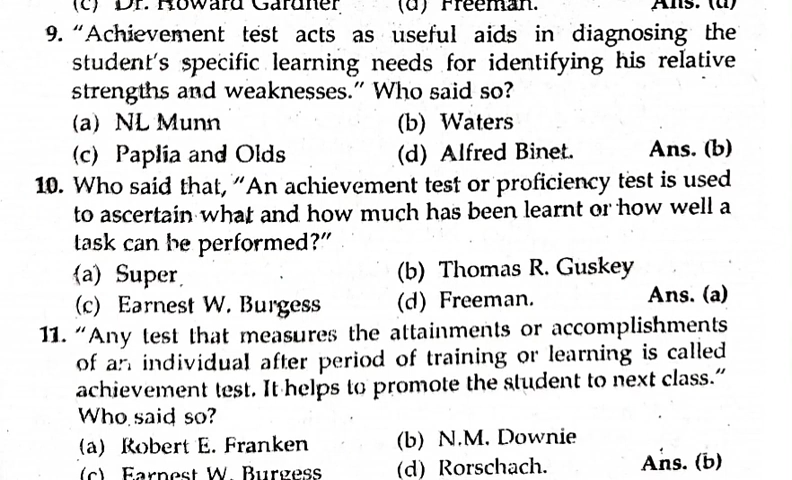 (c) Dr. Howard Gardner (d) Freeman. Ans. (d)
9. "Achievement test acts as useful aids in diagnosing the
student's specific learning needs for identifying his relative
strengths and weaknesses." Who said so?
(a) NL Munn (b) Waters
(c) Paplia and Olds (d) Alfred Binet. Ans. (b)
10. Who said that, "An achievement test or proficiency test is used
to ascertain what and how much has been learnt or how well a
task can be performed?"
(a) Super (b) Thomas R. Guskey
(c) Earnest W. Burgess (d) Freeman. Ans. (a)
11. "Any test that measures the attainments or accomplishments
of an individual after period of training or learning is called
achievement test. It helps to promote the student to next class."
Who said so?
(a) Robert E. Franken (b) N.M. Downie
(c) Earnest W. Burgess (d) Rorschach. Ans. (b)